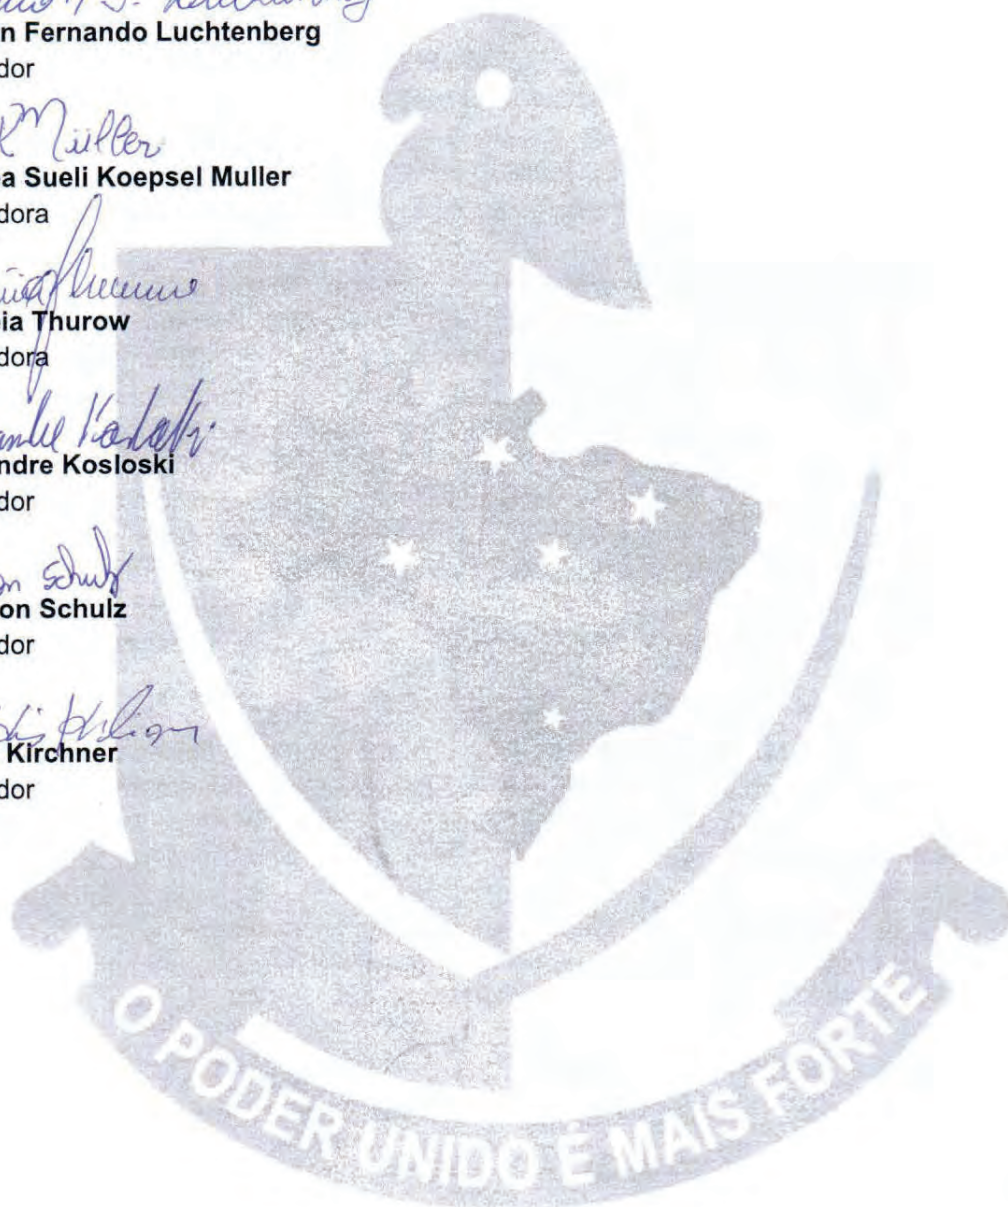 n Fernando Luchtenberg
dor
Müller
a Sueli Koepsel Muller
dora
ia Thurow
dora
ndre Kosloski
dor
on Schulz
dor
Kirchner
dor
O PODER UNIDO É MAIS FORTE